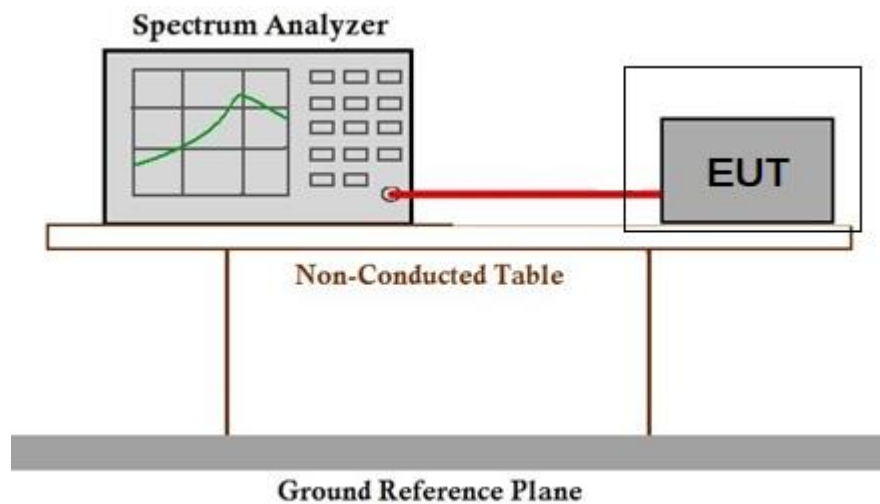 Spectrum Analyzer
EUT
Non-Conducted Table
Ground Reference Plane